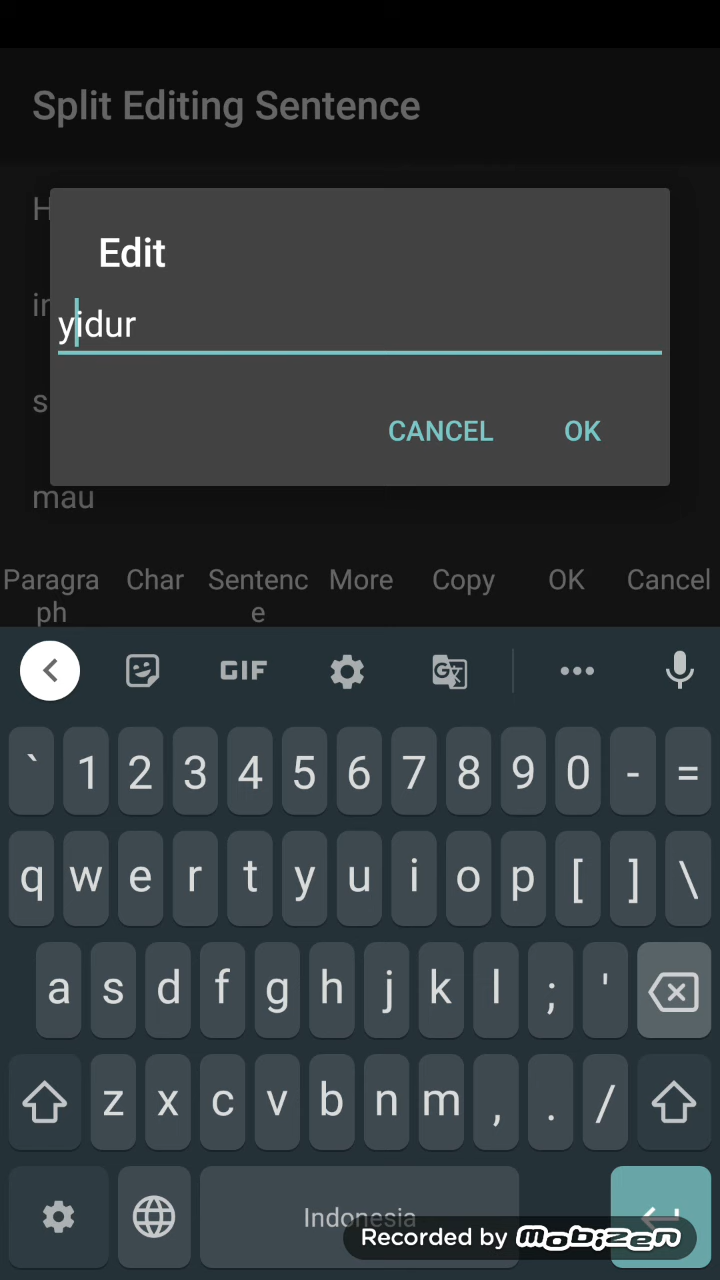 Split Editing Sentence
H
Edit
in
yidur
s
CANCEL OK
mau
Paragra
ph
Char
Sentenc
e
More
Copy
OK
Cancel
GIF
G
` 1 2 3 4 5 6 7 8 9 0 - =
q w e r t y u i o p [ ] \
a s d f g h j k l ; '
z x c v b n m , . /
Indonesia
Recorded by mobizen